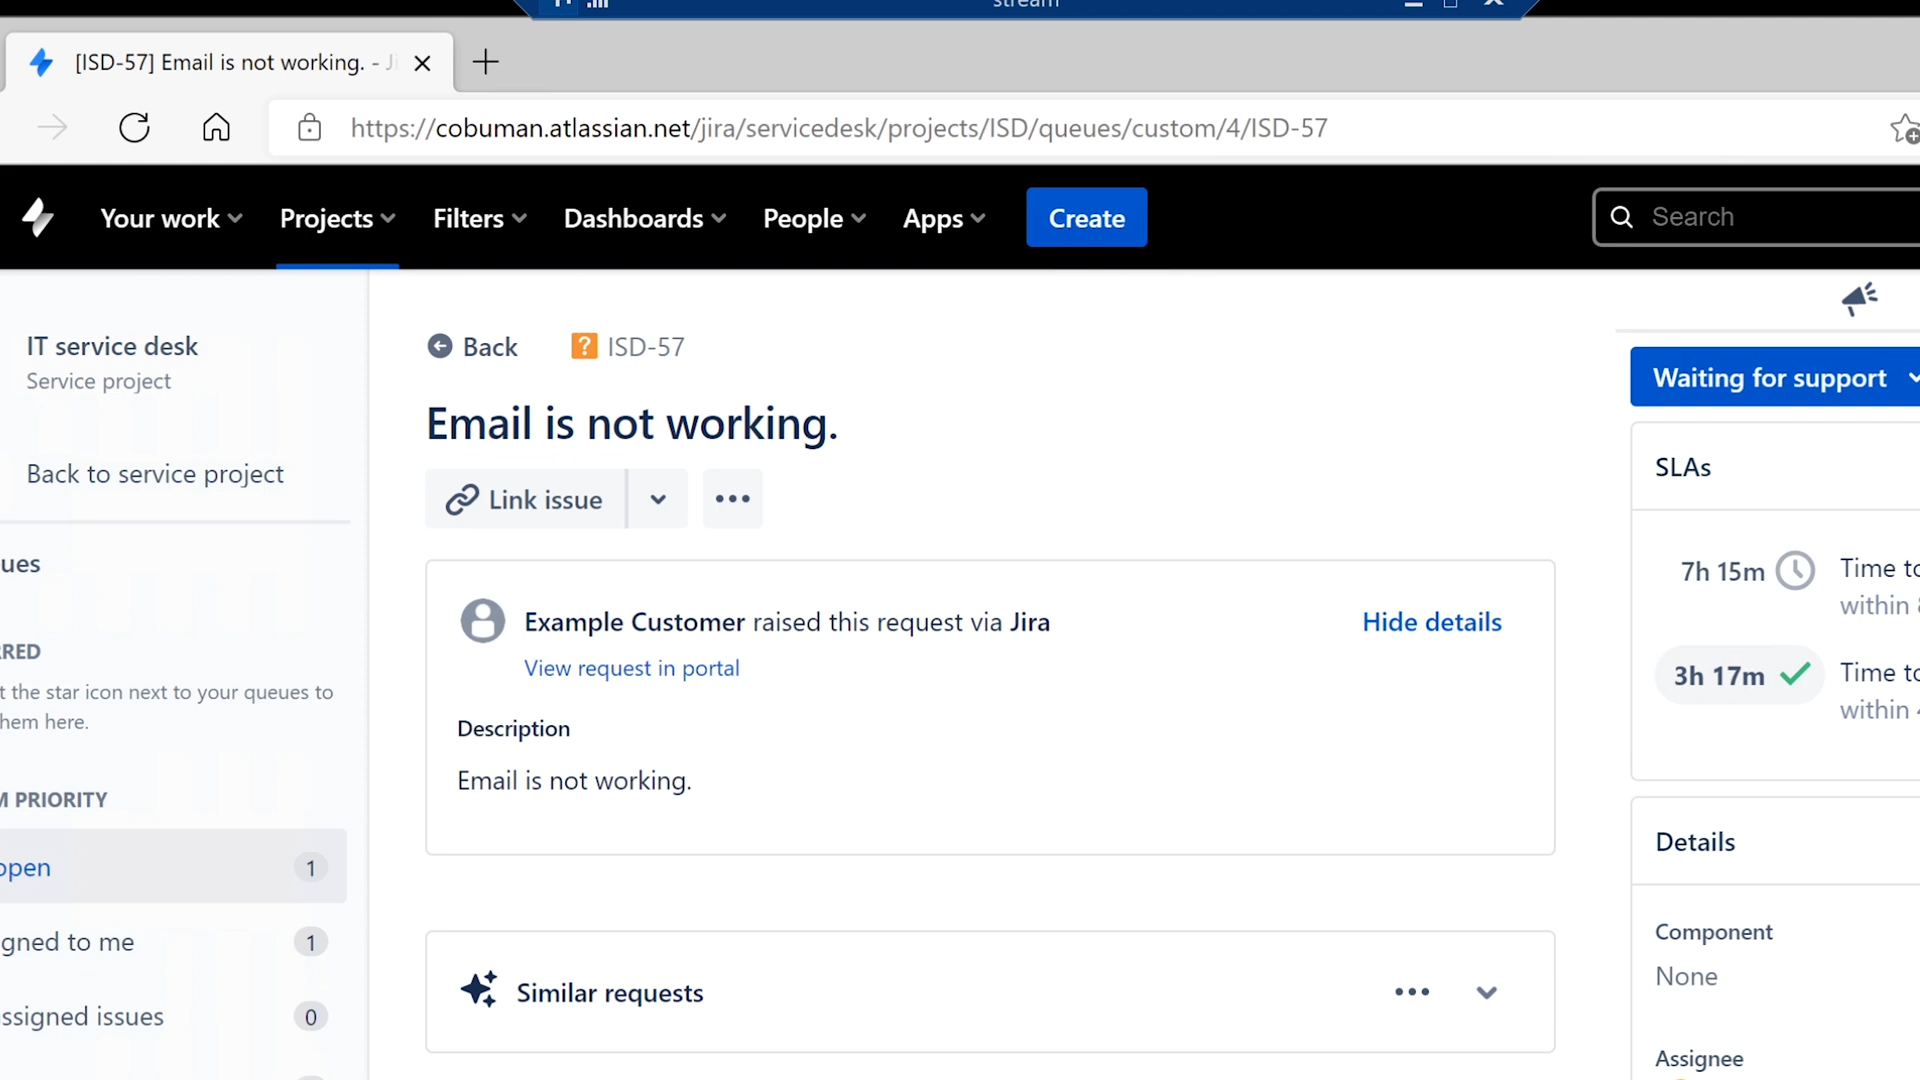 stream
[ISD-57] Email is not working. - Ji
https://cobuman.atlassian.net/jira/servicedesk/projects/ISD/queues/custom/4/ISD-57
Your work Projects Filters Dashboards People Apps Create Search
IT service desk
Service project
Back to service project
ues
RED
t the star icon next to your queues to
hem here.
M PRIORITY
open 1
gned to me 1
ssigned issues 0
Back ISD-57
Email is not working.
Link issue
Example Customer raised this request via Jira Hide details
View request in portal
Description
Email is not working.
Similar requests
Waiting for support
SLAs
7h 15m Time to
within 8
3h 17m Time to
within 4
Details
Component
None
Assignee